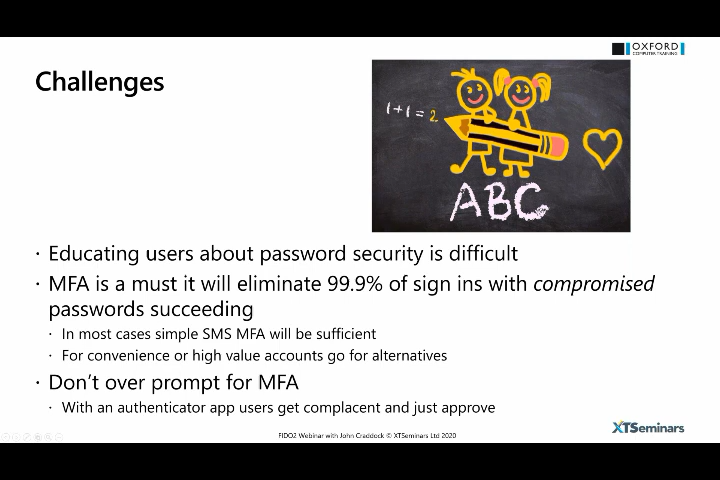 OXFORD
COMPUTER TRAINING
Challenges
1+1=2
ABC
· Educating users about password security is difficult
· MFA is a must it will eliminate 99.9% of sign ins with compromised
passwords succeeding
· In most cases simple SMS MFA will be sufficient
· For convenience or high value accounts go for alternatives
· Don’t over prompt for MFA
· With an authenticator app users get complacent and just approve
FIDO2 Webinar with John Craddock © XTSeminars Ltd 2020
XTSeminars